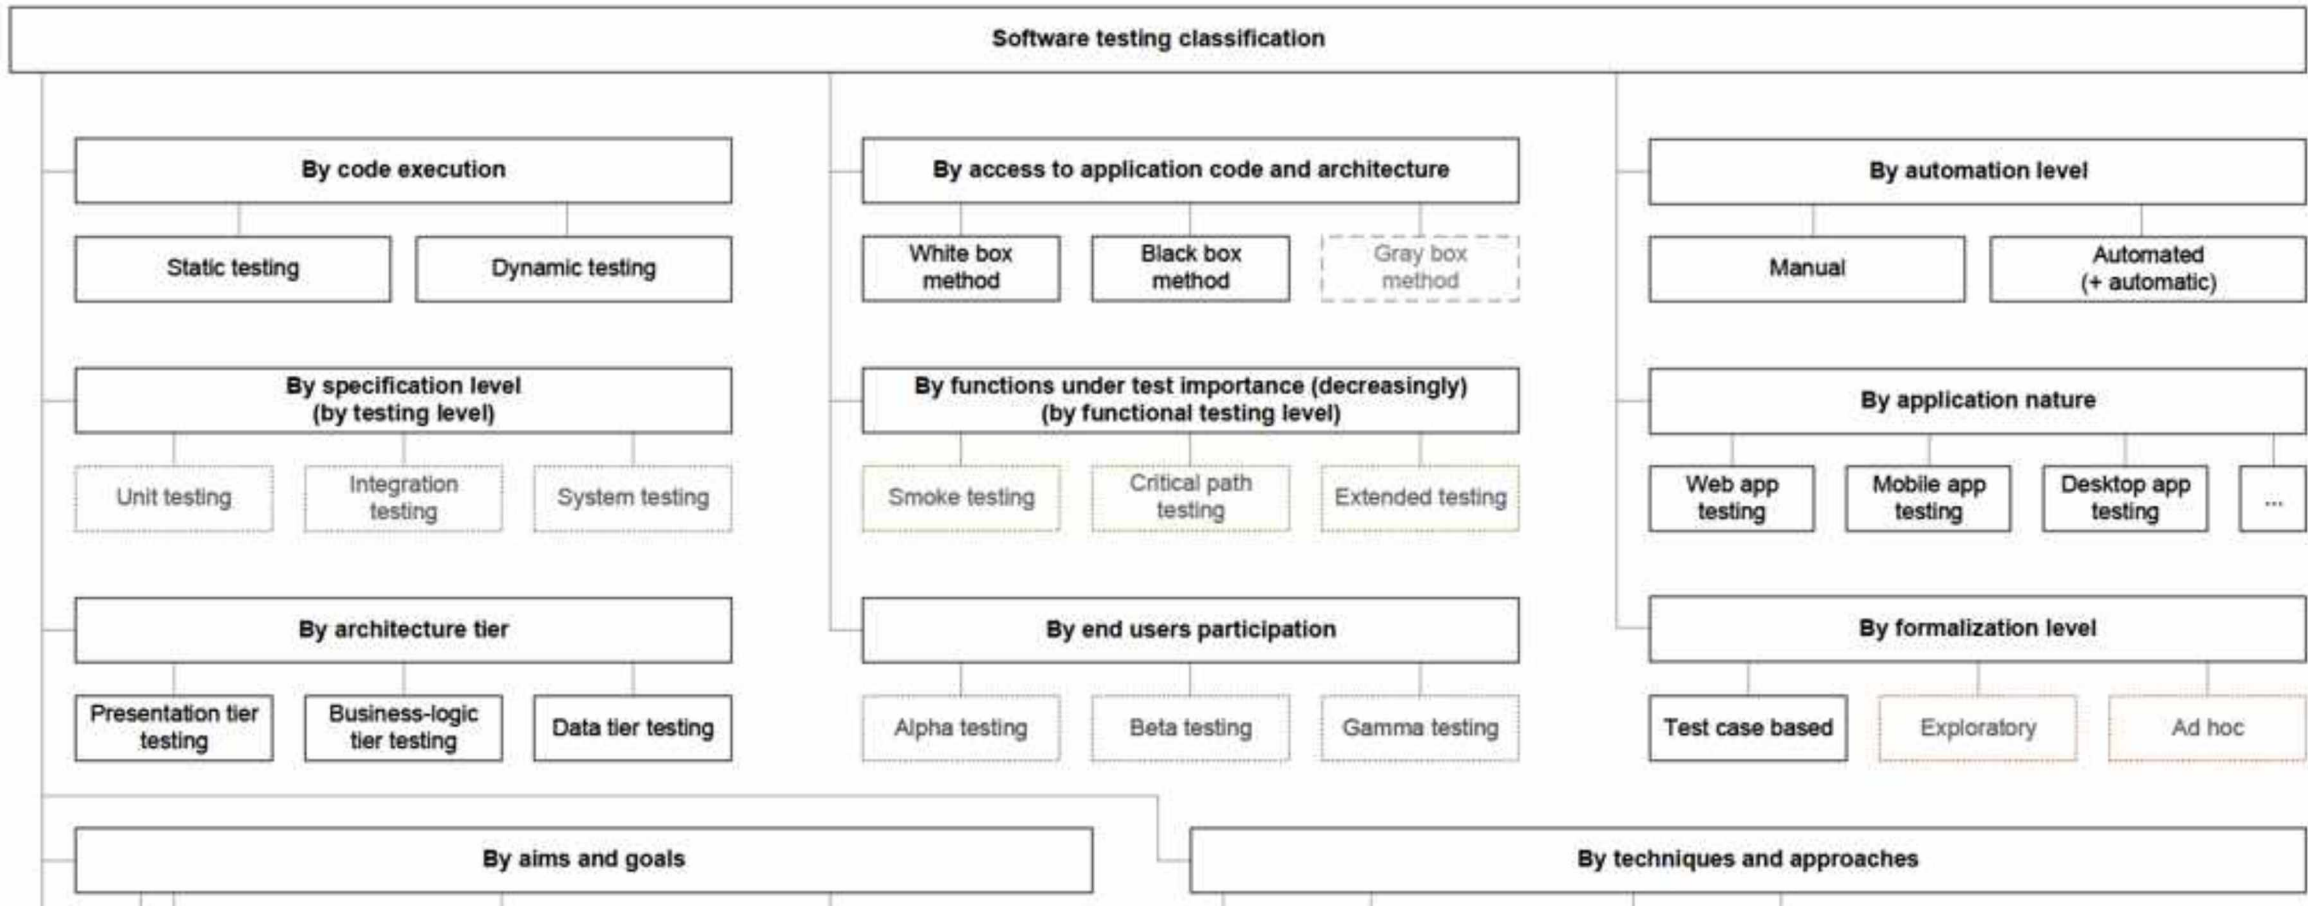 Software testing classification
By code execution
Static testing
Dynamic testing
By access to application code and architecture
White box
method
Black box
method
Gray box
method
By automation level
Manual
Automated
(+ automatic)
By specification level
(by testing level)
Unit testing
Integration
testing
System testing
By functions under test importance (decreasingly)
(by functional testing level)
Smoke testing
Critical path
testing
Extended testing
By application nature
Web app
testing
Mobile app
testing
Desktop app
testing
...
By architecture tier
Presentation tier
testing
Business-logic
tier testing
Data tier testing
By end users participation
Alpha testing
Beta testing
Gamma testing
By formalization level
Test case based
Exploratory
Ad hoc
By aims and goals
By techniques and approaches